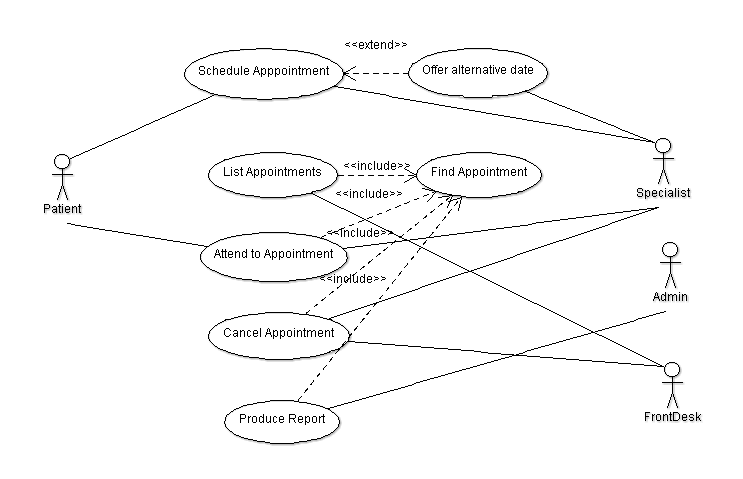 <<extend>>
Schedule Apppointment
Offer alternative date
List Appointments
<<include>>
Find Appointment
<<include>>
Patient
Specialist
<<include>>
Attend to Appointment
<<include>>
Admin
Cancel Appointment
Produce Report
FrontDesk